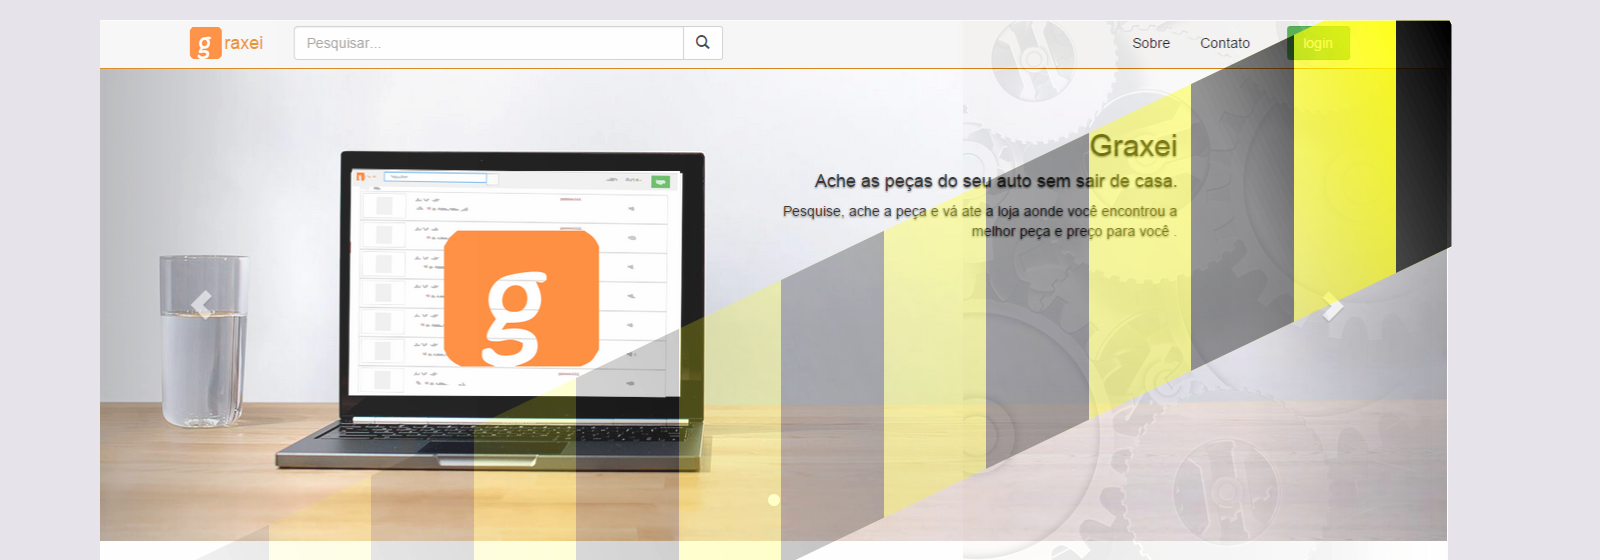 graxei
Pesquisar...
Sobre
Contato
login
Graxei
Ache as peças do seu auto sem sair de casa.
Pesquise, ache a peça e vá ate a loja aonde você encontrou a
melhor peça e preço para você .
g